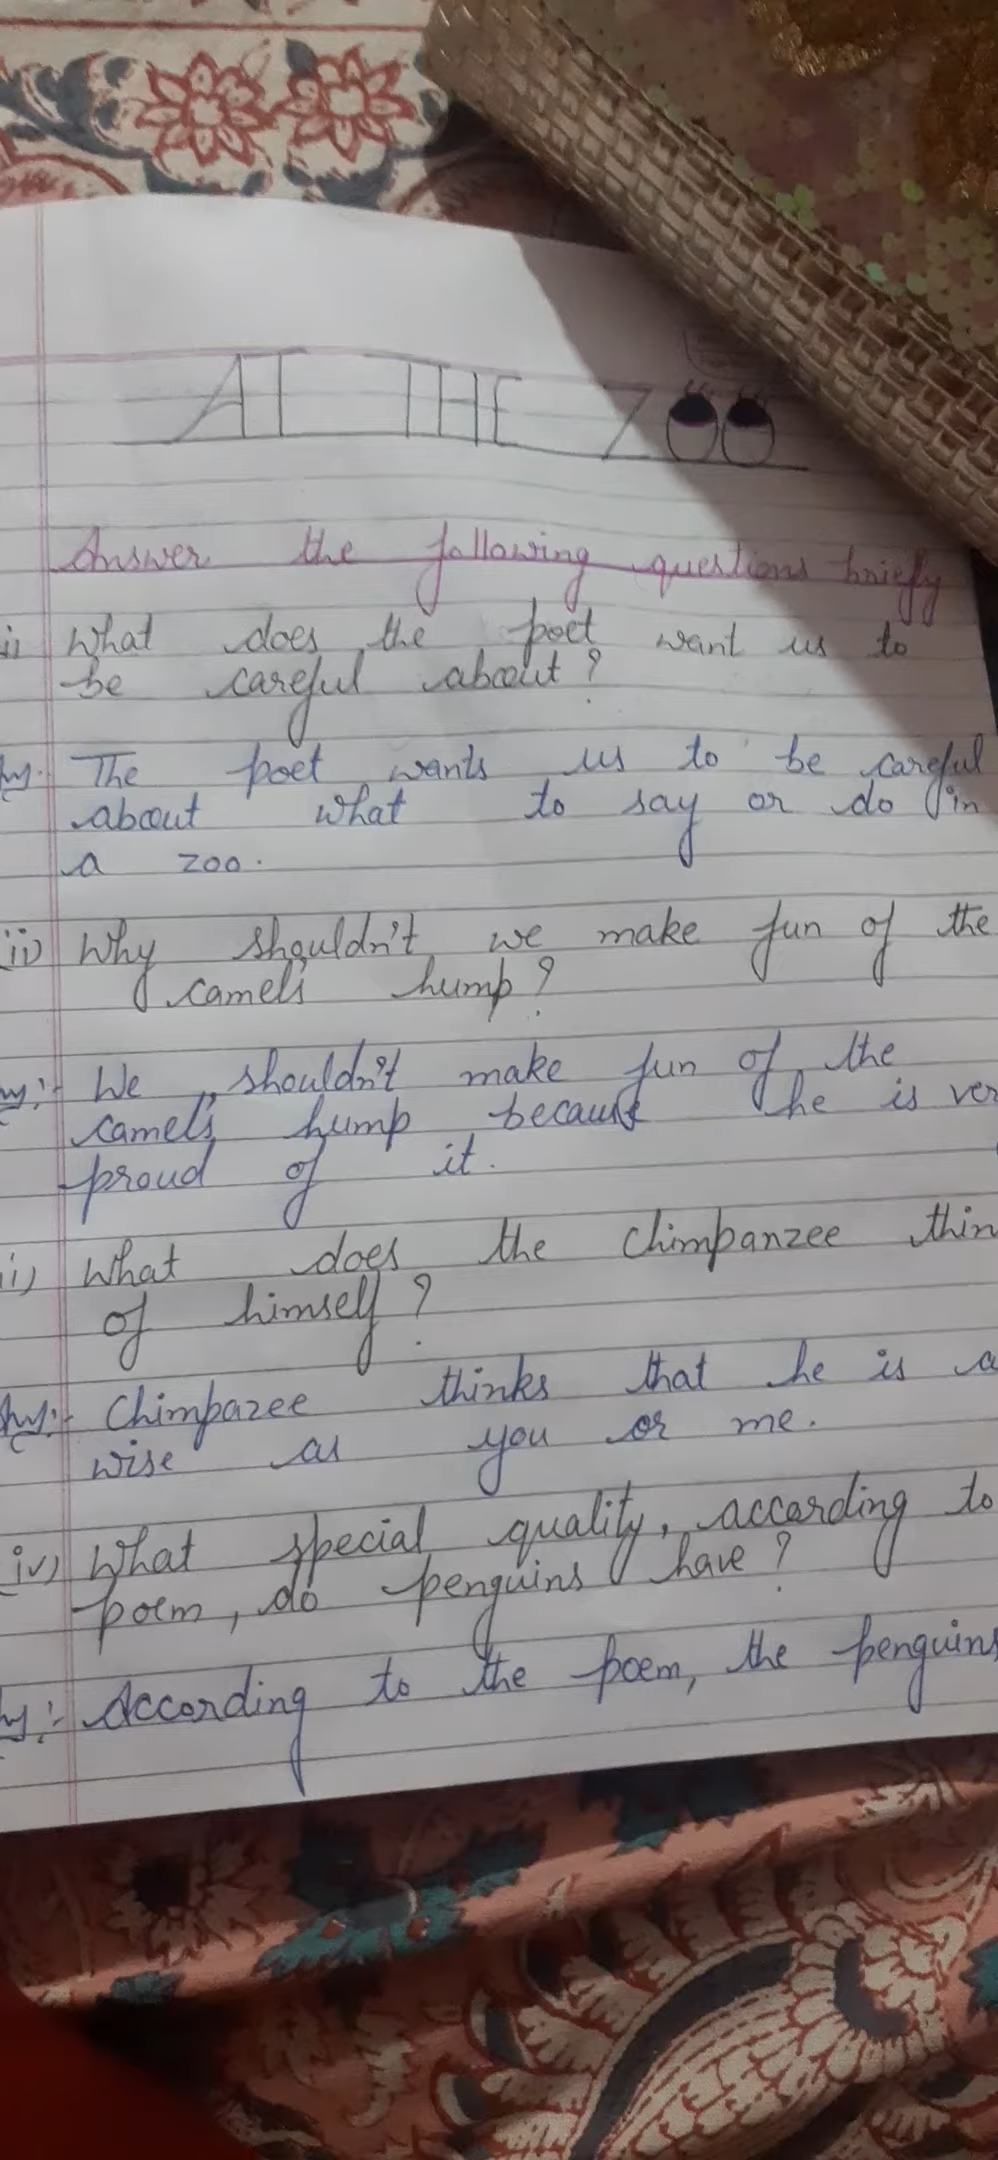 AT THE ZOO
Answer the following questions briefly
i) What does the poet want us to
be careful about?
The poet wants us to be careful
about what to say or do in
a zoo.
ii) Why shouldn't we make fun of the
camel's hump?
We shouldn't make fun of the
camel's hump because he is ver
proud of it.
ii) What does the chimpanzee thin
of himself?
Chimpazee thinks that he is a
wise as you or me.
iv) What special quality, according to
poem, do penguins have?
According to the poem, the penguins